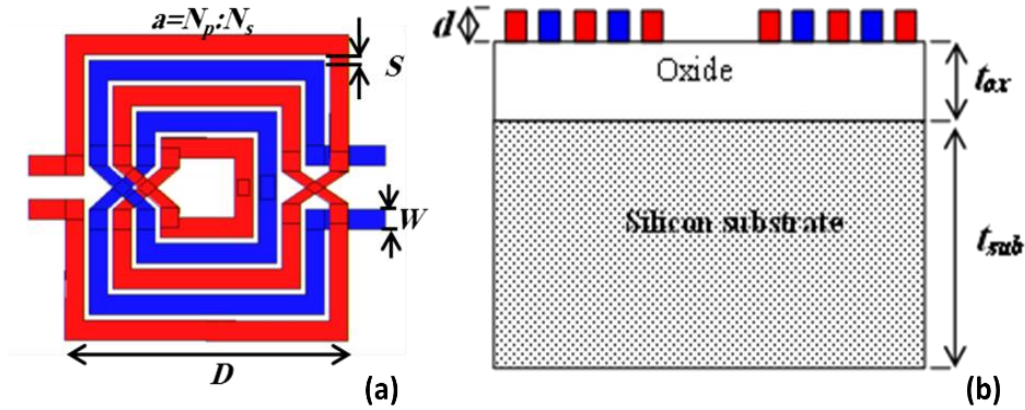 a=Np:Ns
S
W
D
(a)
d
Oxide
tox
Silicon substrate
tsub
(b)